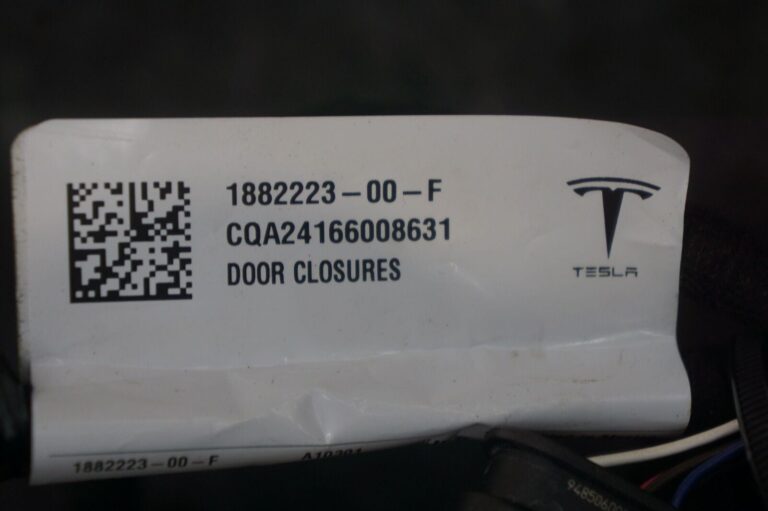 1882223-00-F
CQA24166008631
DOOR CLOSURES
TESLA
1882223-00-F